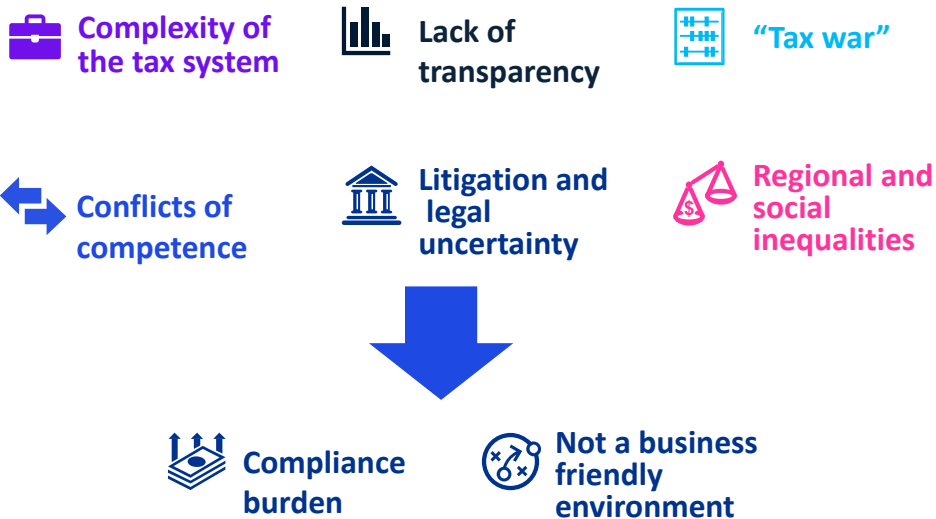 Complexity of
the tax system
Lack of
transparency
“Tax war”
Conflicts of
competence
Litigation and
legal
uncertainty
Regional and
social
inequalities
$
Compliance
burden
Not a business
friendly
environment